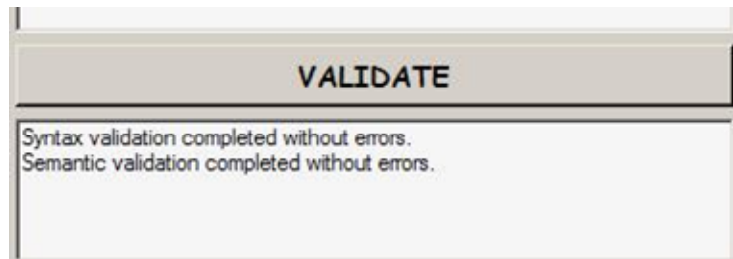 VALIDATE
Syntax validation completed without errors.
Semantic validation completed without errors.